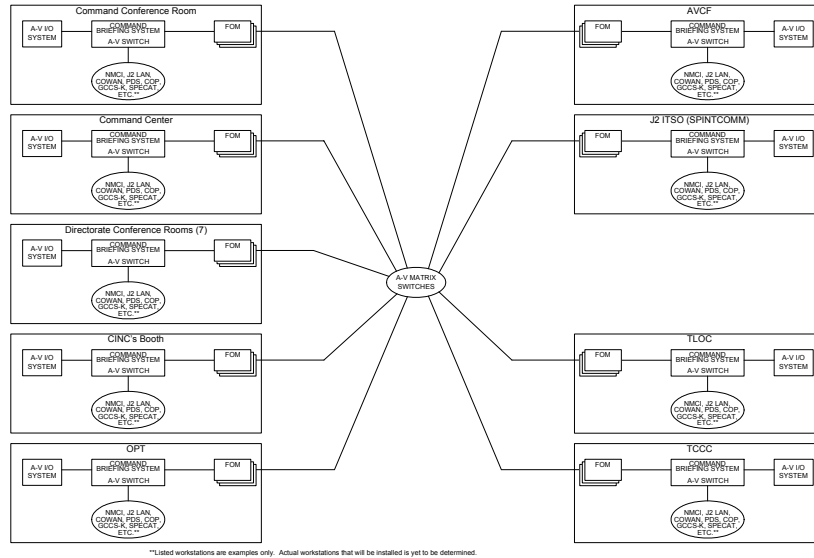 Command Conference Room
A-V I/O
SYSTEM
COMMAND
BRIEFING SYSTEM
A-V SWITCH
FOM
NMCI, J2 LAN,
COWAN, PDS, COP,
GCCS-K, SPECAT,
ETC.**
Command Center
A-V I/O
SYSTEM
COMMAND
BRIEFING SYSTEM
A-V SWITCH
FOM
NMCI, J2 LAN,
COWAN, PDS, COP,
GCCS-K, SPECAT,
ETC.**
Directorate Conference Rooms (7)
A-V I/O
SYSTEM
COMMAND
BRIEFING SYSTEM
A-V SWITCH
FOM
NMCI, J2 LAN,
COWAN, PDS, COP,
GCCS-K, SPECAT,
ETC.**
CINC's Booth
A-V I/O
SYSTEM
COMMAND
BRIEFING SYSTEM
A-V SWITCH
FOM
NMCI, J2 LAN,
COWAN, PDS, COP,
GCCS-K, SPECAT,
ETC.**
OPT
A-V I/O
SYSTEM
COMMAND
BRIEFING SYSTEM
A-V SWITCH
FOM
NMCI, J2 LAN,
COWAN, PDS, COP,
GCCS-K, SPECAT,
ETC.**
A-V MATRIX
SWITCHES
AVCF
FOM
COMMAND
BRIEFING SYSTEM
A-V SWITCH
A-V I/O
SYSTEM
NMCI, J2 LAN,
COWAN, PDS, COP,
GCCS-K, SPECAT,
ETC.**
J2 ITSO (SPINTCOMM)
FOM
COMMAND
BRIEFING SYSTEM
A-V SWITCH
A-V I/O
SYSTEM
NMCI, J2 LAN,
COWAN, PDS, COP,
GCCS-K, SPECAT,
ETC.**
TLOC
FOM
COMMAND
BRIEFING SYSTEM
A-V SWITCH
A-V I/O
SYSTEM
NMCI, J2 LAN,
COWAN, PDS, COP,
GCCS-K, SPECAT,
ETC.**
TCCC
FOM
COMMAND
BRIEFING SYSTEM
A-V SWITCH
A-V I/O
SYSTEM
NMCI, J2 LAN,
COWAN, PDS, COP,
GCCS-K, SPECAT,
ETC.**
**Listed workstations are examples only. Actual workstations that will be installed is yet to be determined.